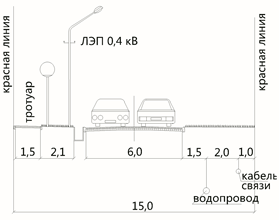 красная линия
тротуар
ЛЭП 0,4 кВ
красная линия
1,5
2,1
6,0
1,5
2,0
1,0
кабель
связи
водопровод
15,0